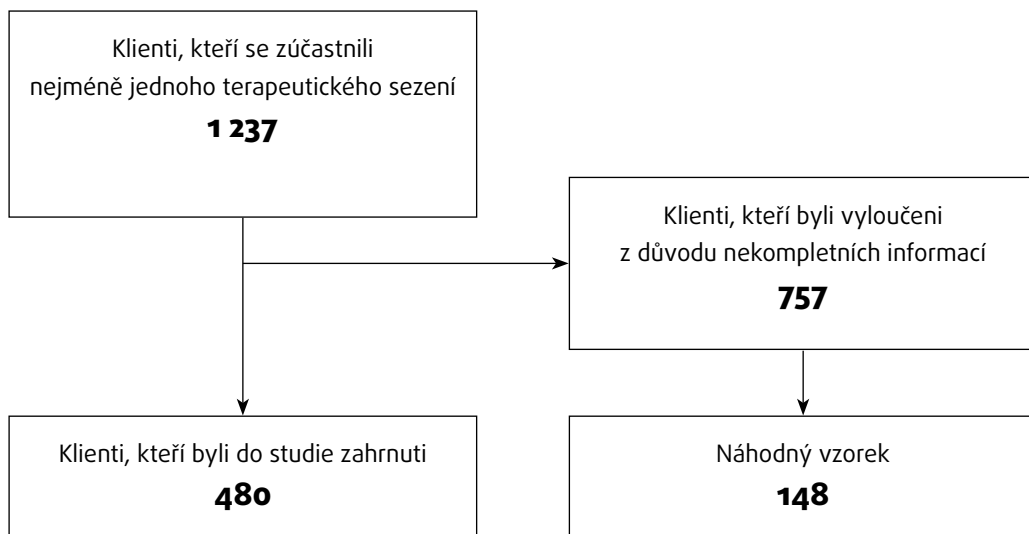 Klienti, kteří se zúčastnili
nejméně jednoho terapeutického sezení
1 237
Klienti, kteří byli vyloučeni
z důvodu nekompletních informací
757
Klienti, kteří byli do studie zahrnuti
480
Náhodný vzorek
148